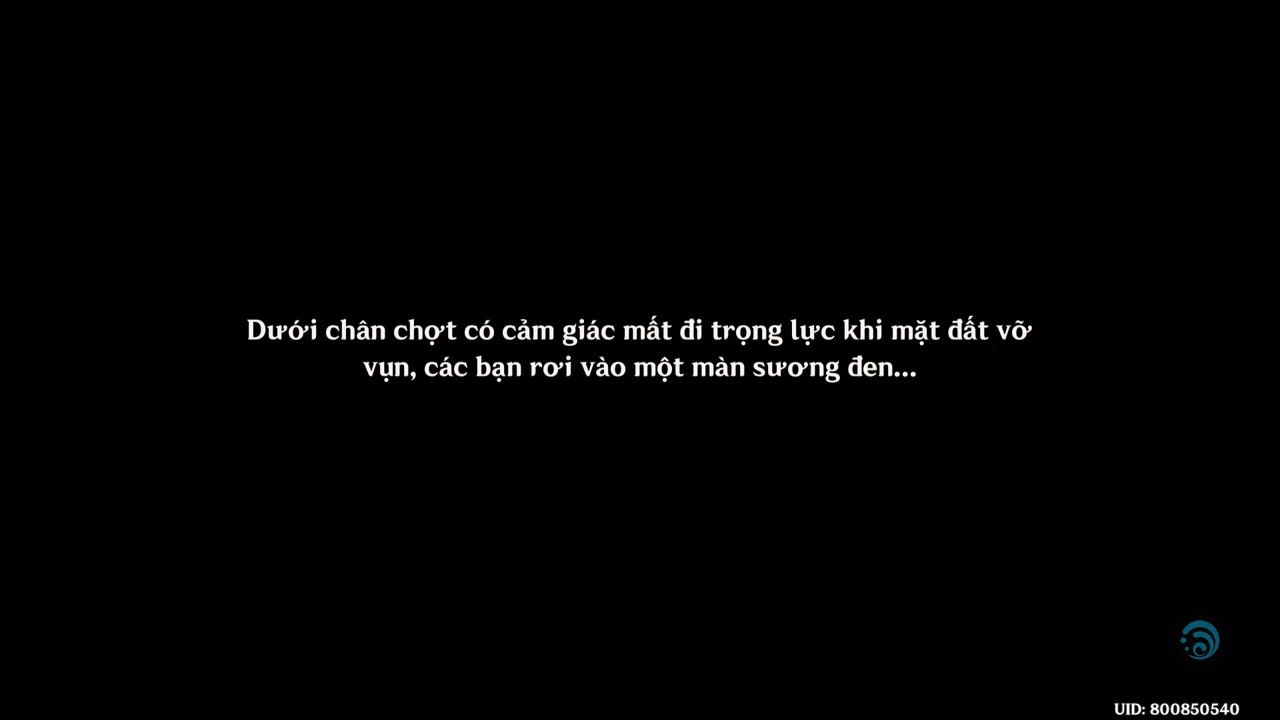 Dưới chân chợt có cảm giác mất đi trọng lực khi mặt đất vỡ
vụn, các bạn rơi vào một màn sương đen...
UID: 800850540